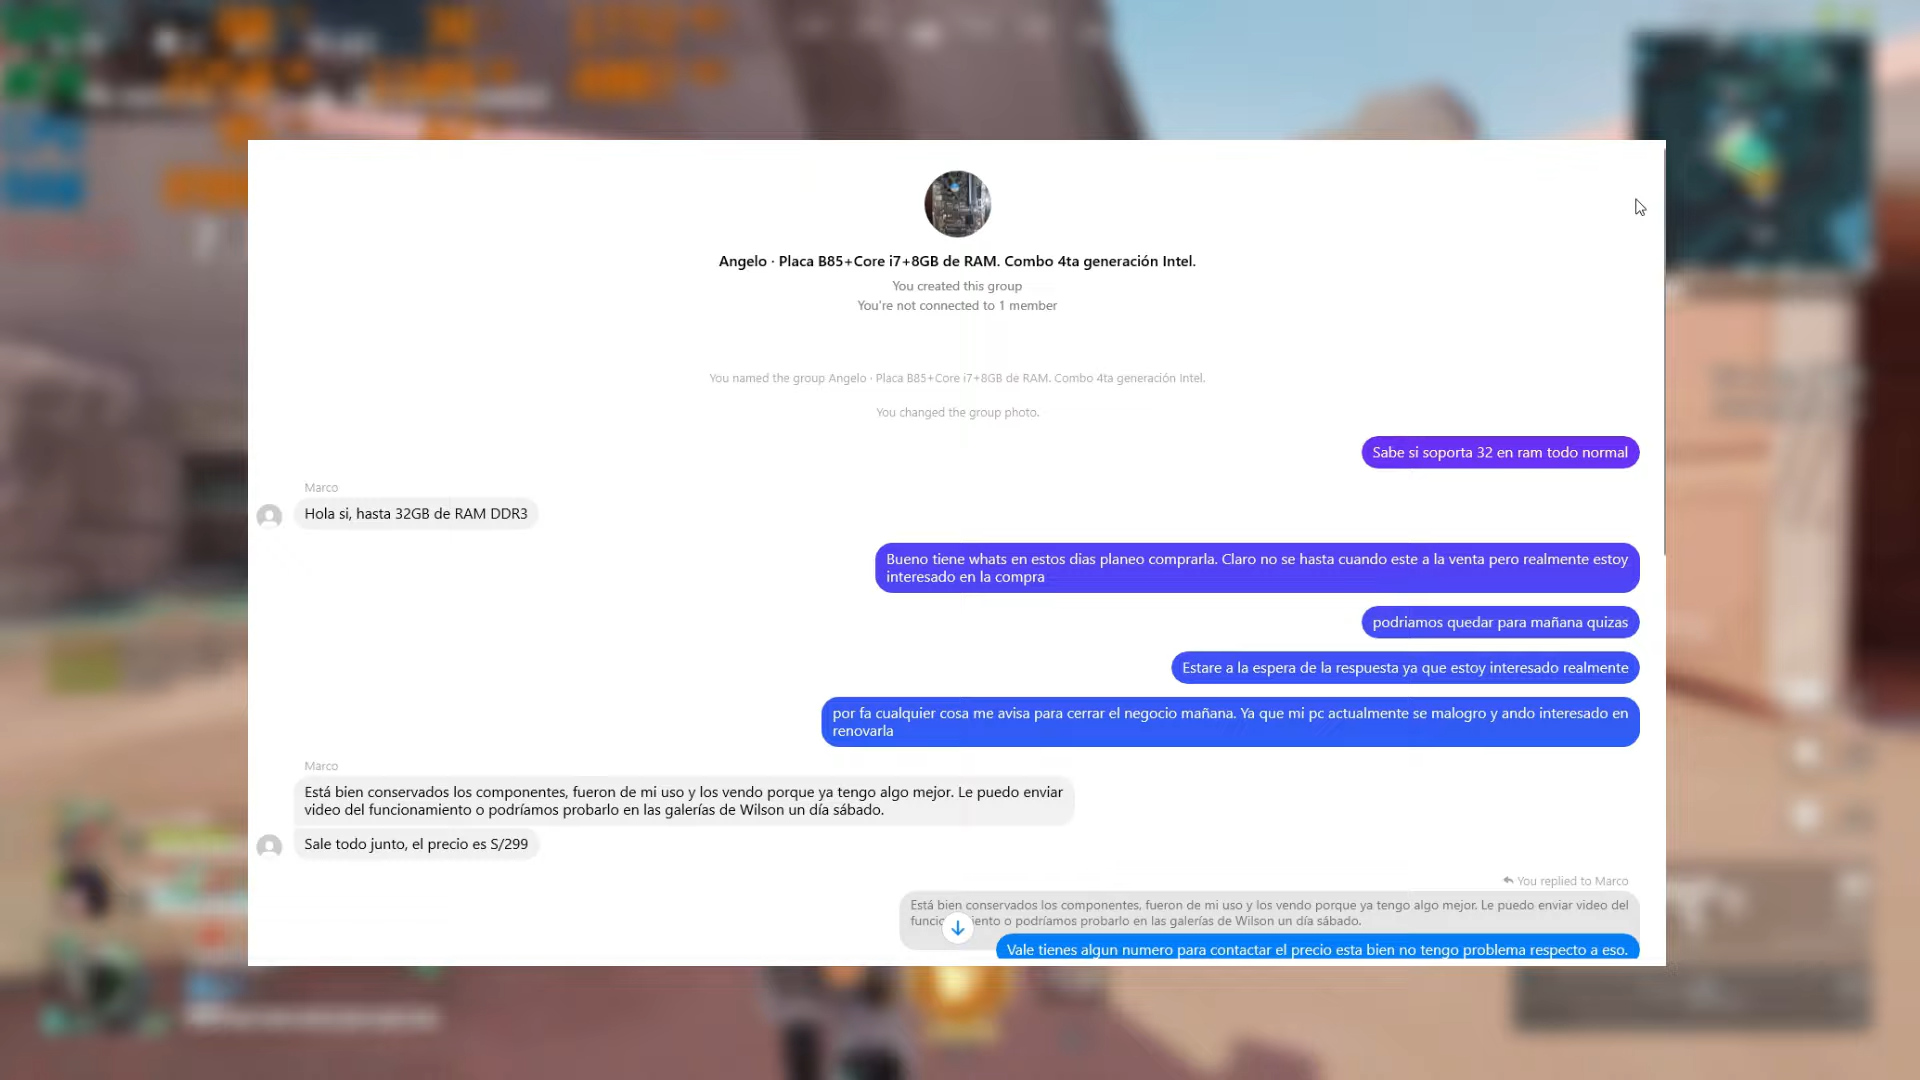 Angelo · Placa B85+Core i7+8GB de RAM. Combo 4ta generación Intel.
You created this group
You're not connected to 1 member
You named the group Angelo · Placa B85+Core i7+8GB de RAM. Combo 4ta generación Intel.
You changed the group photo.
Sabe si soporta 32 en ram todo normal
Marco
Hola si, hasta 32GB de RAM DDR3
Bueno tiene whats en estos dias planeo comprarla. Claro no se hasta cuando este a la venta pero realmente estoy
interesado en la compra
podriamos quedar para mañana quizas
Estare a la espera de la respuesta ya que estoy interesado realmente
por fa cualquier cosa me avisa para cerrar el negocio mañana. Ya que mi pc actualmente se malogro y ando interesado en
renovarla
Marco
Está bien conservados los componentes, fueron de mi uso y los vendo porque ya tengo algo mejor. Le puedo enviar
video del funcionamiento o podríamos probarlo en las galerías de Wilson un día sábado.
Sale todo junto, el precio es S/299
You replied to Marco
Está bien conservados los componentes, fueron de mi uso y los vendo porque ya tengo algo mejor. Le puedo enviar video del
o podríamos probarlo en las galerías de Wilson un día sábado.
Vale tienes algun numero para contactar el precio esta bien no tengo problema respecto a eso.